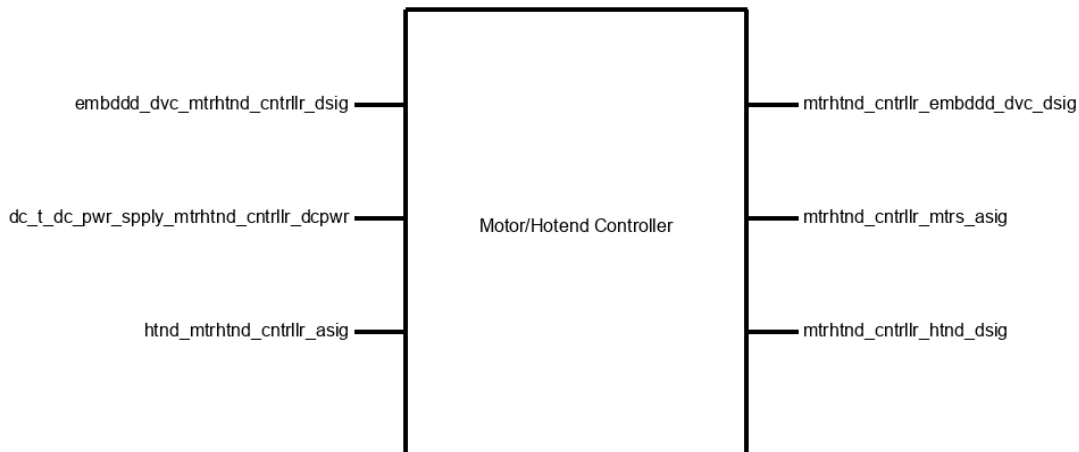 embddd_dvc_mtrhtnd_cntrllr_dsig
mtrhtnd_cntrllr_embddd_dvc_dsig
dc_t_dc_pwr_spply_mtrhtnd_cntrllr_dcpwr
Motor/Hotend Controller
mtrhtnd_cntrllr_mtrs_asig
htnd_mtrhtnd_cntrllr_asig
mtrhtnd_cntrllr_htnd_dsig